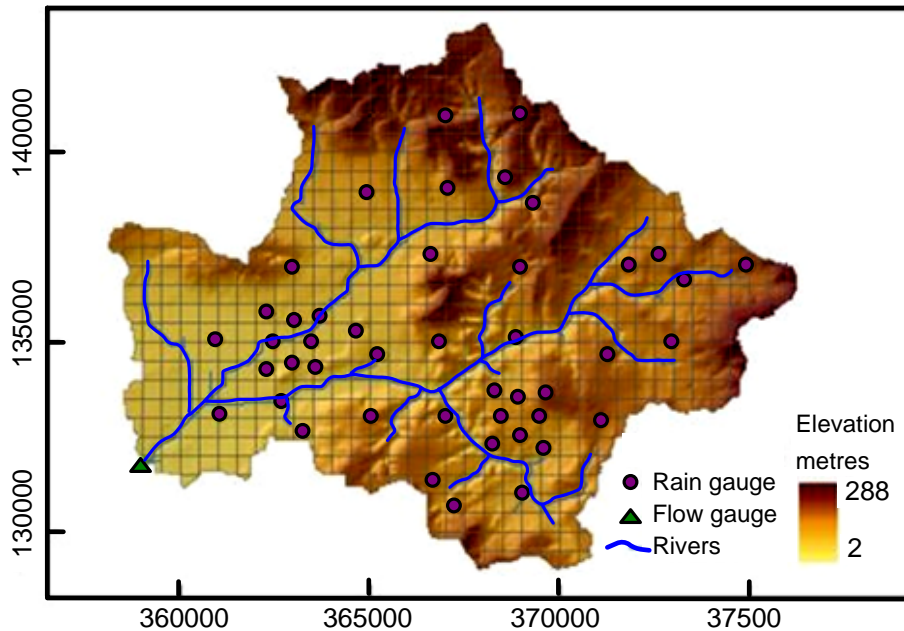 140000
135000
130000
360000
365000
370000
37500
Elevation
metres
288
2
Rain gauge
Flow gauge
Rivers